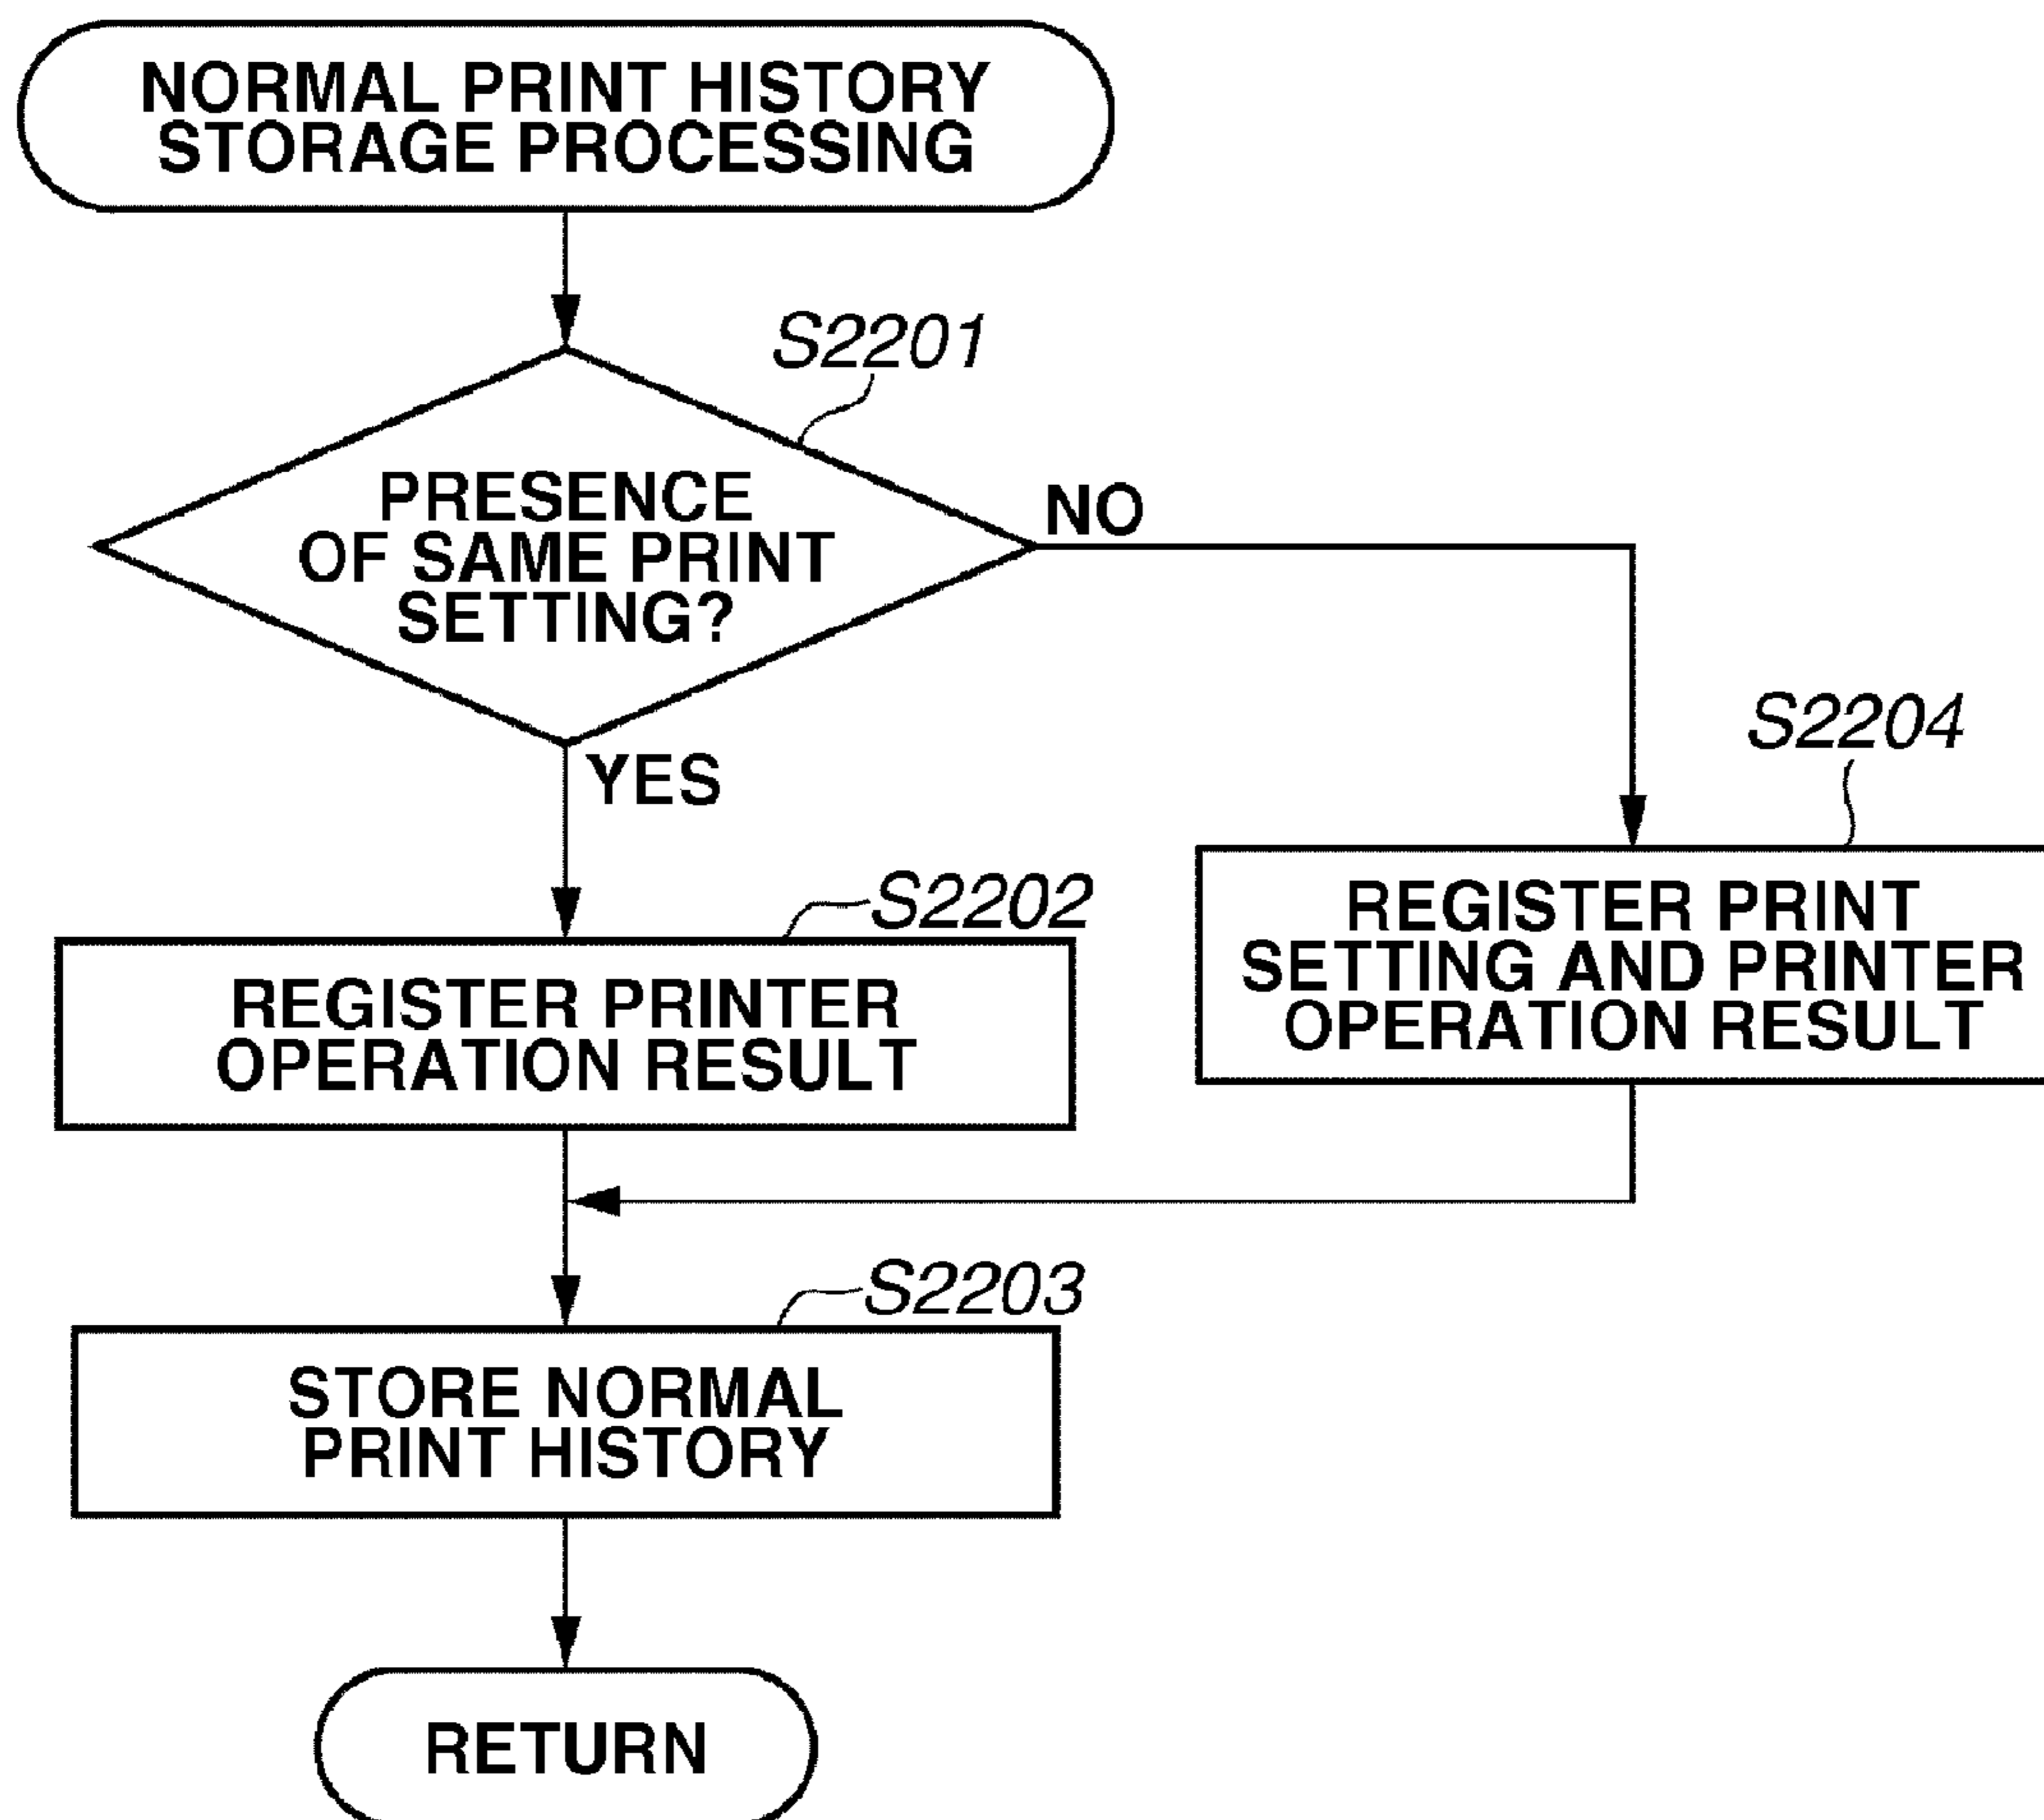 NORMAL PRINT HISTORY
STORAGE PROCESSING
S2201
PRESENCE
OF SAME PRINT
SETTING?
NO
YES
S2204
REGISTER PRINT
SETTING AND PRINTER
OPERATION RESULT
S2202
REGISTER PRINTER
OPERATION RESULT
S2203
STORE NORMAL
PRINT HISTORY
RETURN